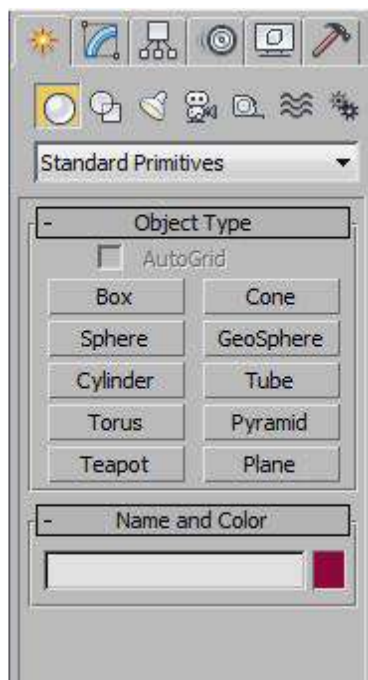 Standard Primitives
- Object Type
AutoGrid
Box Cone
Sphere GeoSphere
Cylinder Tube
Torus Pyramid
Teapot Plane
- Name and Color